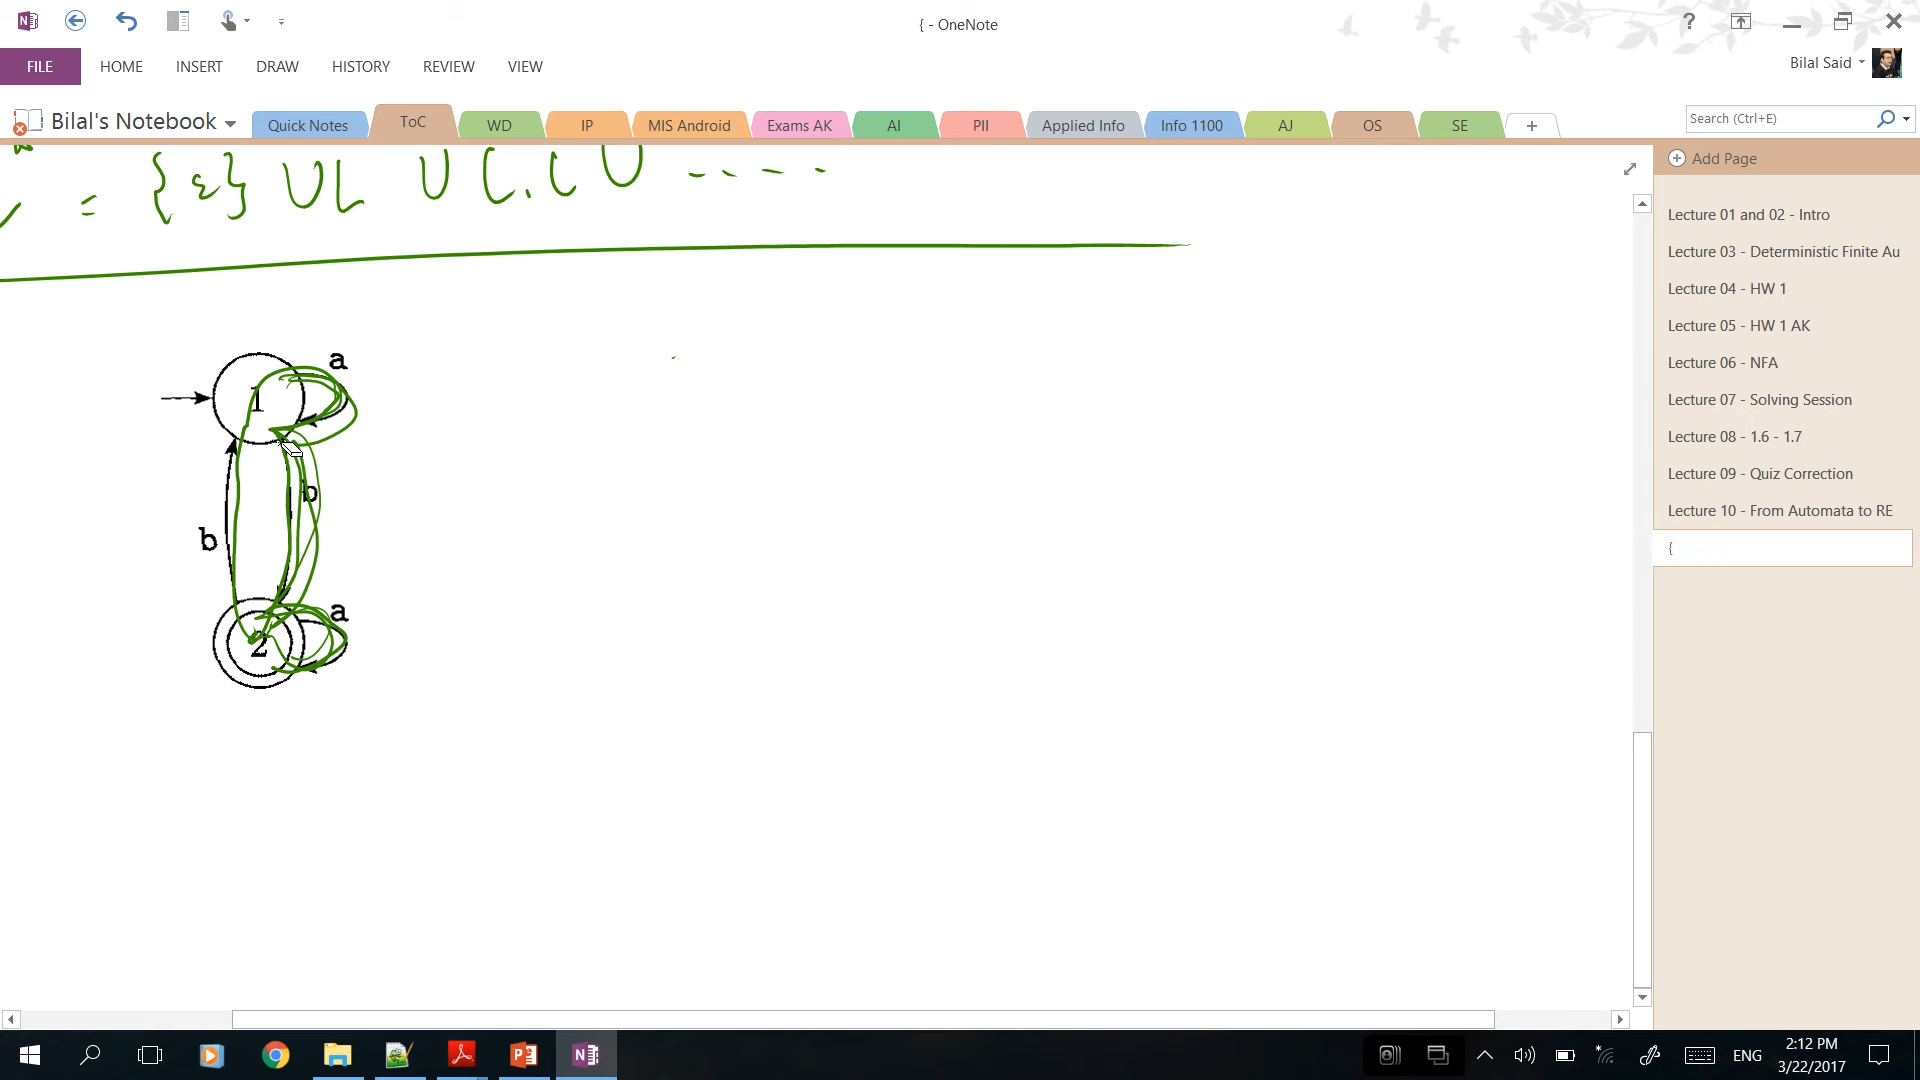 { - OneNote
?
Bilal Said
FILE HOME INSERT DRAW HISTORY REVIEW VIEW
Bilal's Notebook
Quick Notes ToC WD IP MIS Android Exams AK AI PII Applied Info Info 1100 AJ OS SE +
Search (Ctrl+E)
Add Page
Lecture 01 and 02 - Intro
Lecture 03 - Deterministic Finite Au
Lecture 04 - HW 1
Lecture 05 - HW 1 AK
Lecture 06 - NFA
Lecture 07 - Solving Session
Lecture 08 - 1.6 - 1.7
Lecture 09 - Quiz Correction
Lecture 10 - From Automata to RE
{
= {ε} U L U L.L U ....
a
1
b
b
a
2
ENG
2:12 PM
3/22/2017